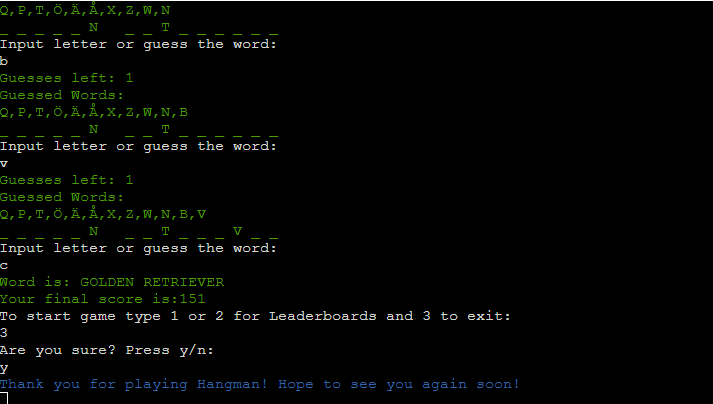 Q,P,T,Ö,Ä,Å,X,Z,W,N
_ _ _ _ _ N   _ _ T _ _ _ _ _ _
Input letter or guess the word:
b
Guesses left: 1
Guessed Words:
Q,P,T,Ö,Ä,Å,X,Z,W,N,B
_ _ _ _ _ N   _ _ T _ _ _ _ _ _
Input letter or guess the word:
v
Guesses left: 1
Guessed Words:
Q,P,T,Ö,Ä,Å,X,Z,W,N,B,V
_ _ _ _ _ N   _ _ T _ _ _ V _ _
Input letter or guess the word:
c
Word is: GOLDEN RETRIEVER
Your final score is:151
To start game type 1 or 2 for Leaderboards and 3 to exit:
3
Are you sure? Press y/n:
y
Thank you for playing Hangman! Hope to see you again soon!